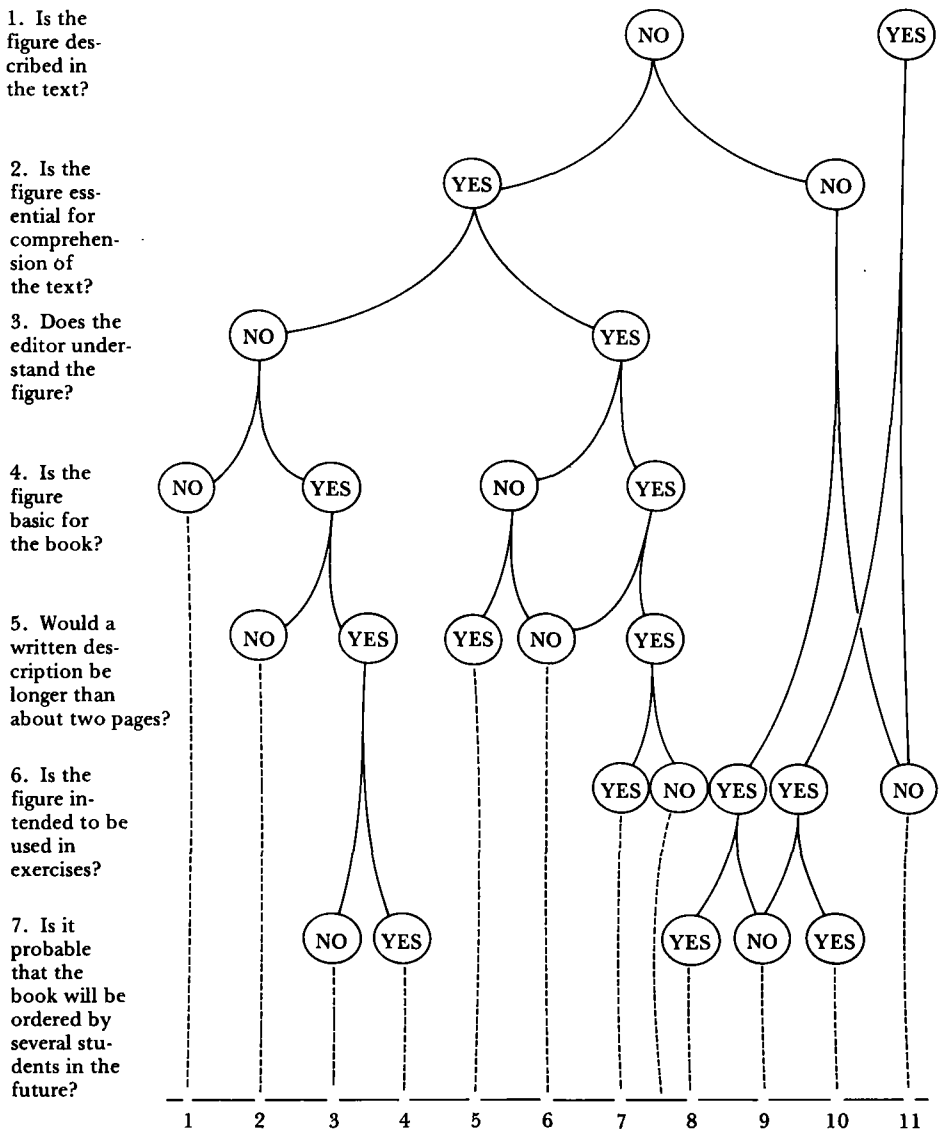 1. Is the
figure des-
cribed in
the text?
NO
YES
2. Is the
figure ess-
ential for
comprehen-
sion of
the text?
YES
NO
3. Does the
editor under-
stand the
figure?
NO
YES
4. Is the
figure
basic for
the book?
NO
YES
NO
YES
5. Would a
written des-
cription be
longer than
about two pages?
NO
YES
YES
NO
YES
6. Is the
figure in-
tended to be
used in
exercises?
YES
NO
YES
YES
NO
7. Is it
probable
that the
book will be
ordered by
several stu-
dents in the
future?
NO
YES
YES
NO
YES
1 2 3 4 5 6 7 8 9 10 11